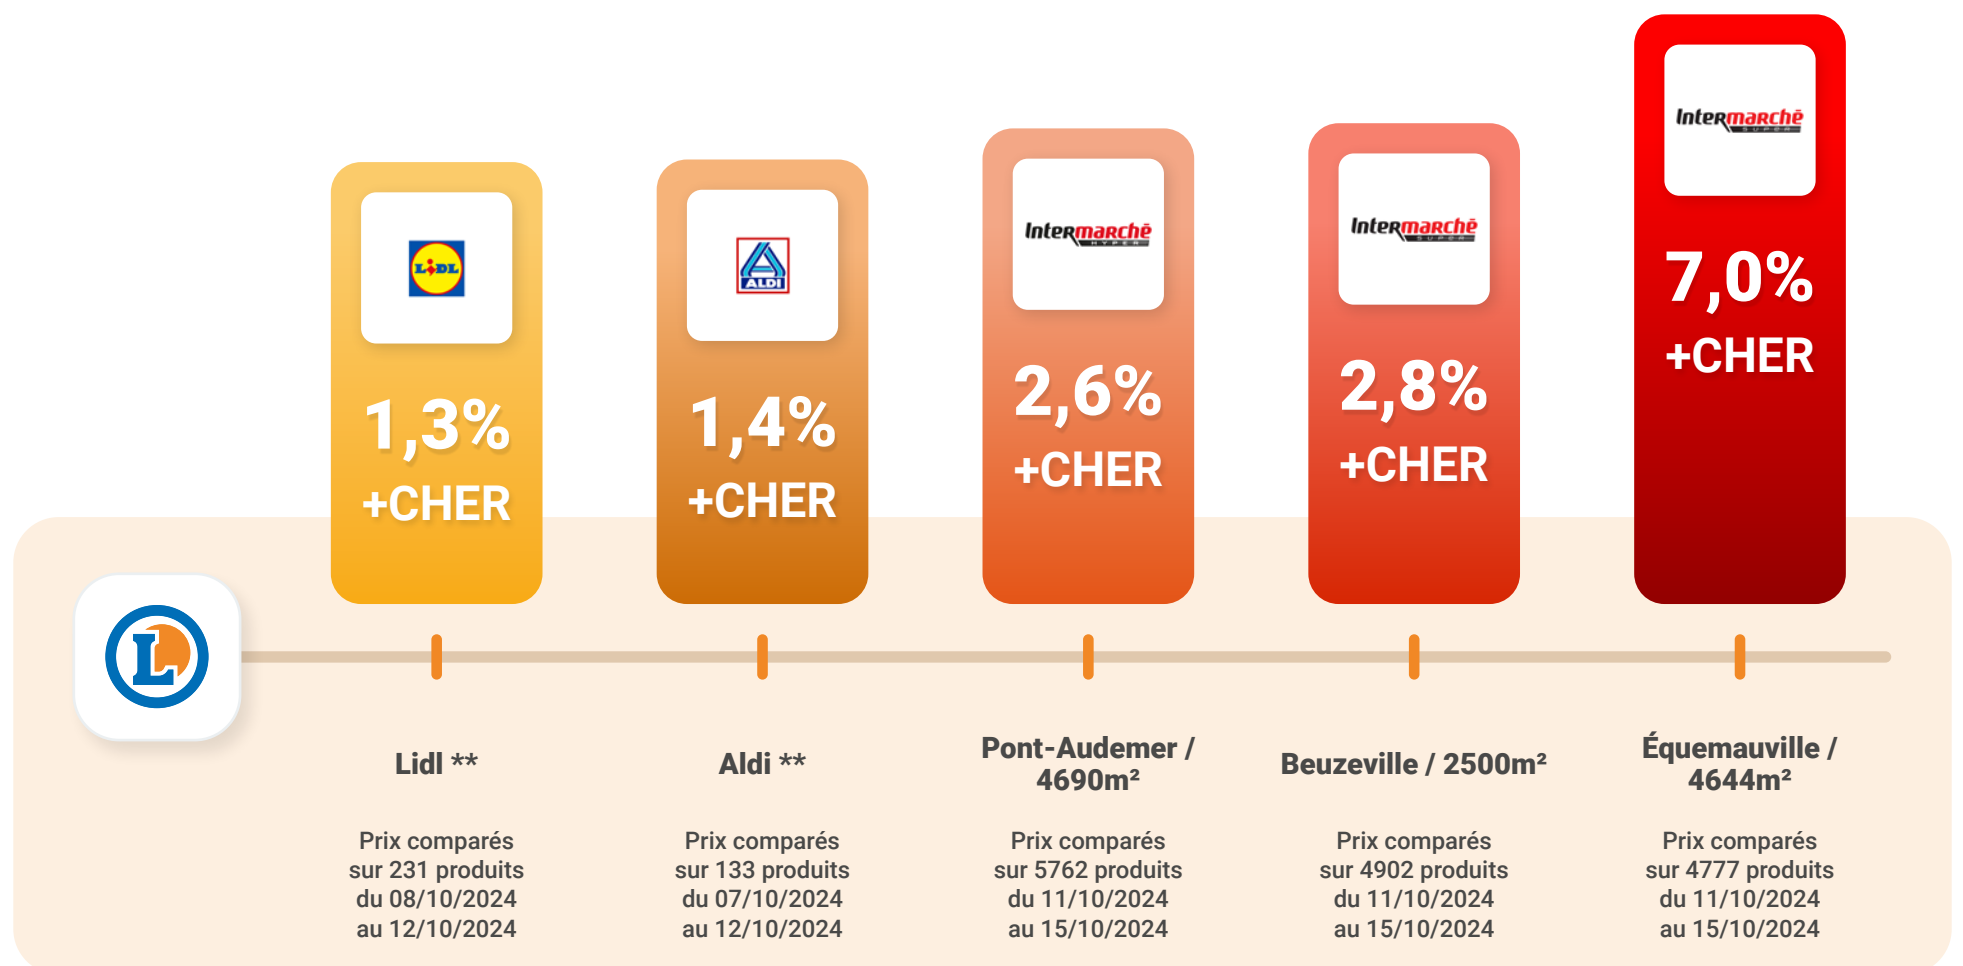 LIDL
1,3%
+CHER
ALDI
1,4%
+CHER
Intermarchē
HYPER
2,6%
+CHER
Intermarchē
SUPER
2,8%
+CHER
Intermarchē
SUPER
7,0%
+CHER
L
Lidl **
Prix comparés
sur 231 produits
du 08/10/2024
au 12/10/2024
Aldi **
Prix comparés
sur 133 produits
du 07/10/2024
au 12/10/2024
Pont-Audemer /
4690m²
Prix comparés
sur 5762 produits
du 11/10/2024
au 15/10/2024
Beuzeville / 2500m²
Prix comparés
sur 4902 produits
du 11/10/2024
au 15/10/2024
Équemauville /
4644m²
Prix comparés
sur 4777 produits
du 11/10/2024
au 15/10/2024